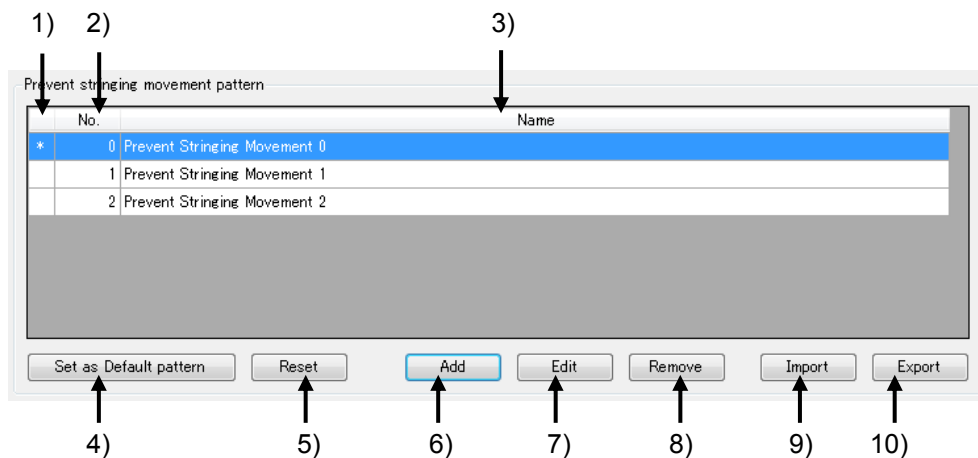 1) 2) 3)
Prevent stringing movement pattern
No. Name
* 0 Prevent Stringing Movement 0
1 Prevent Stringing Movement 1
2 Prevent Stringing Movement 2
Set as Default pattern Reset Add Edit Remove Import Export
4) 5) 6) 7) 8) 9) 10)